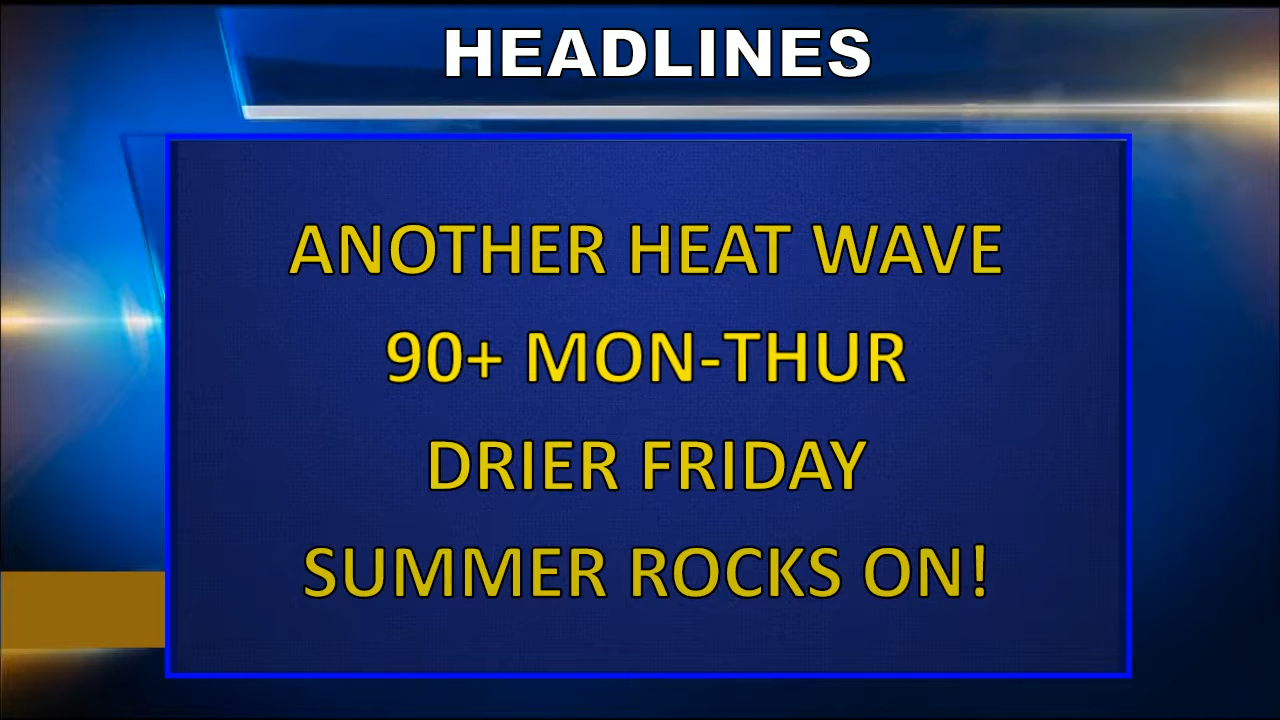 HEADLINES
ANOTHER HEAT WAVE
90+ MON-THUR
DRIER FRIDAY
SUMMER ROCKS ON!